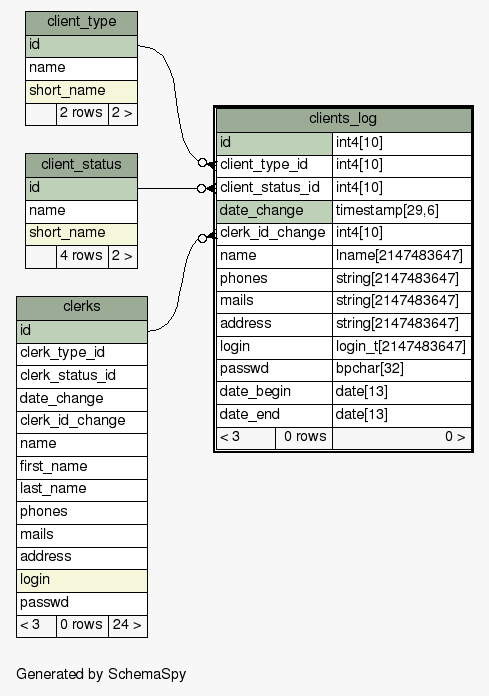 client_type
id
name
short_name
2 rows 2 >
client_status
id
name
short_name
4 rows 2 >
clerks
id
clerk_type_id
clerk_status_id
date_change
clerk_id_change
name
first_name
last_name
phones
mails
address
login
passwd
< 3 0 rows 24 >
clients_log
id int4[10]
client_type_id int4[10]
client_status_id int4[10]
date_change timestamp[29,6]
clerk_id_change int4[10]
name lname[2147483647]
phones string[2147483647]
mails string[2147483647]
address string[2147483647]
login login_t[2147483647]
passwd bpchar[32]
date_begin date[13]
date_end date[13]
< 3 0 rows 0 >
Generated by SchemaSpy